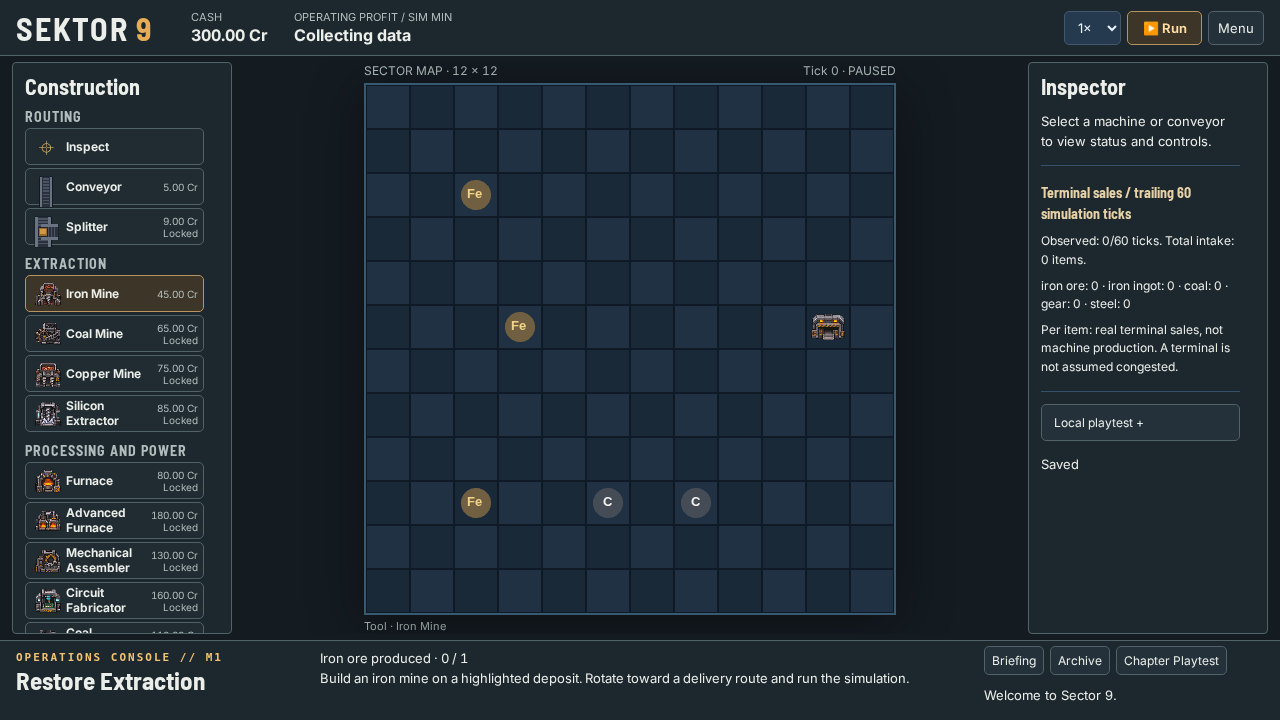 SEKTOR 9
CASH
300.00 Cr
OPERATING PROFIT / SIM MIN
Collecting data
1×
Run
Menu
Construction
ROUTING
Inspect
Conveyor
5.00 Cr
Splitter
9.00 Cr
Locked
EXTRACTION
Iron Mine
45.00 Cr
Coal Mine
65.00 Cr
Locked
Copper Mine
75.00 Cr
Locked
Silicon
Extractor
85.00 Cr
Locked
PROCESSING AND POWER
Furnace
80.00 Cr
Locked
Advanced
Furnace
180.00 Cr
Locked
Mechanical
Assembler
130.00 Cr
Locked
Circuit
Fabricator
160.00 Cr
Locked
SECTOR MAP · 12 × 12
Tick 0 · PAUSED
Fe
Fe
Fe
C
C
Tool · Iron Mine
Inspector
Select a machine or conveyor
to view status and controls.
Terminal sales / trailing 60
simulation ticks
Observed: 0/60 ticks. Total intake:
0 items.
iron ore: 0 · iron ingot: 0 · coal: 0 ·
gear: 0 · steel: 0
Per item: real terminal sales, not
machine production. A terminal is
not assumed congested.
Local playtest +
Saved
OPERATIONS CONSOLE // M1
Restore Extraction
Iron ore produced · 0 / 1
Build an iron mine on a highlighted deposit. Rotate toward a delivery route and run the simulation.
Briefing
Archive
Chapter Playtest
Welcome to Sector 9.